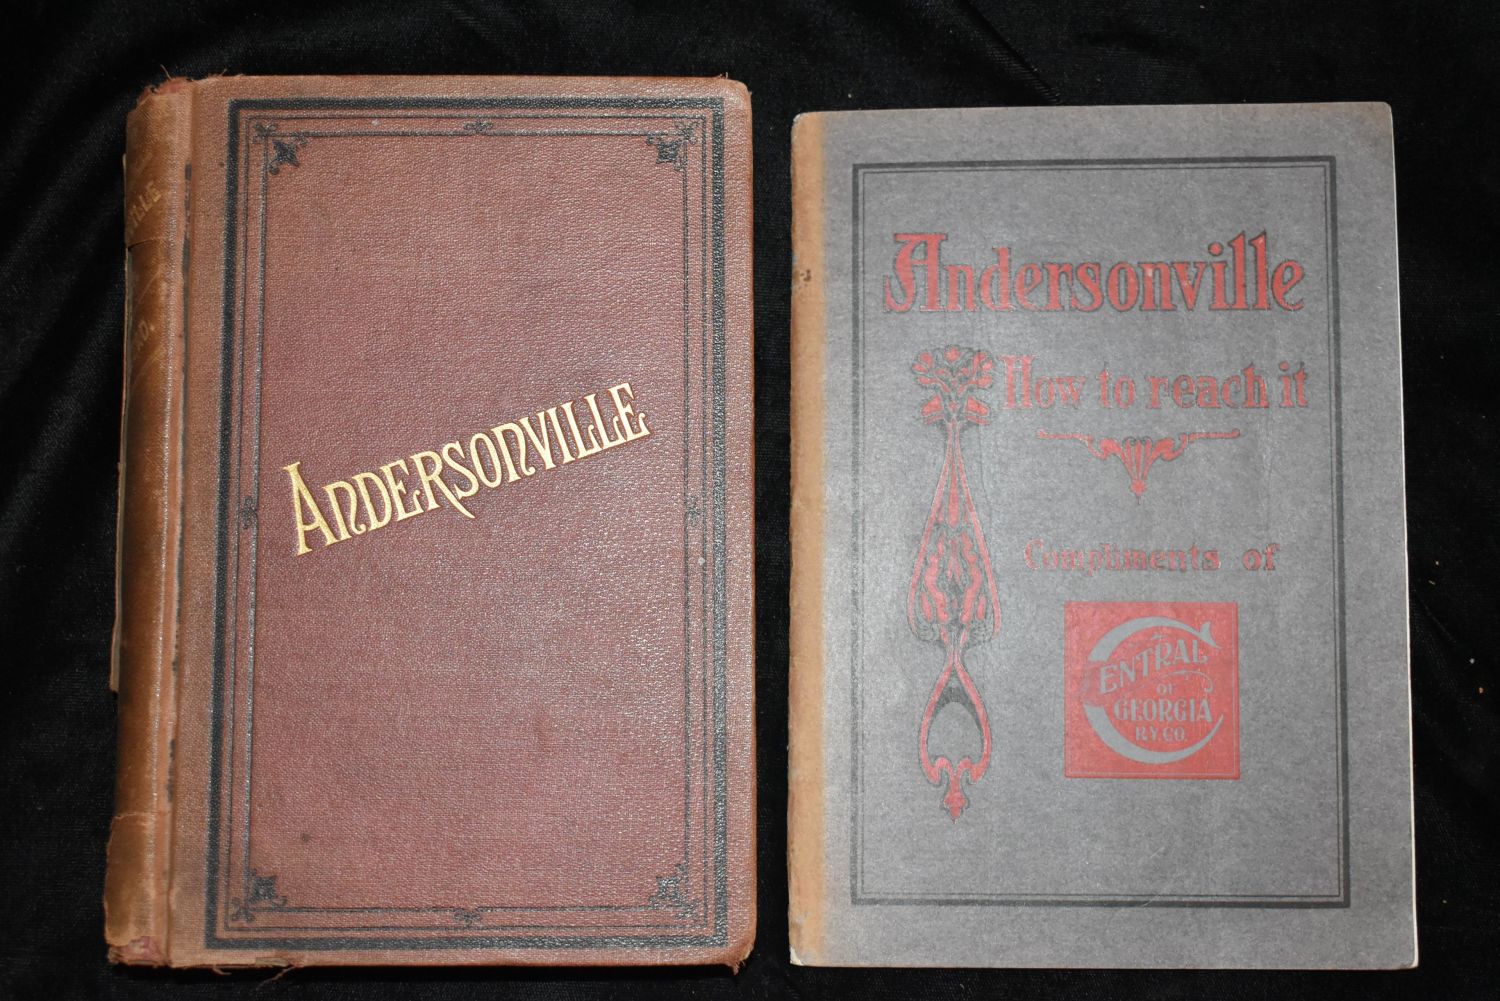 ANDERSONVILLE
Andersonville
How to reach it
Compliments of
CENTRAL
OF
GEORGIA
RY. CO.